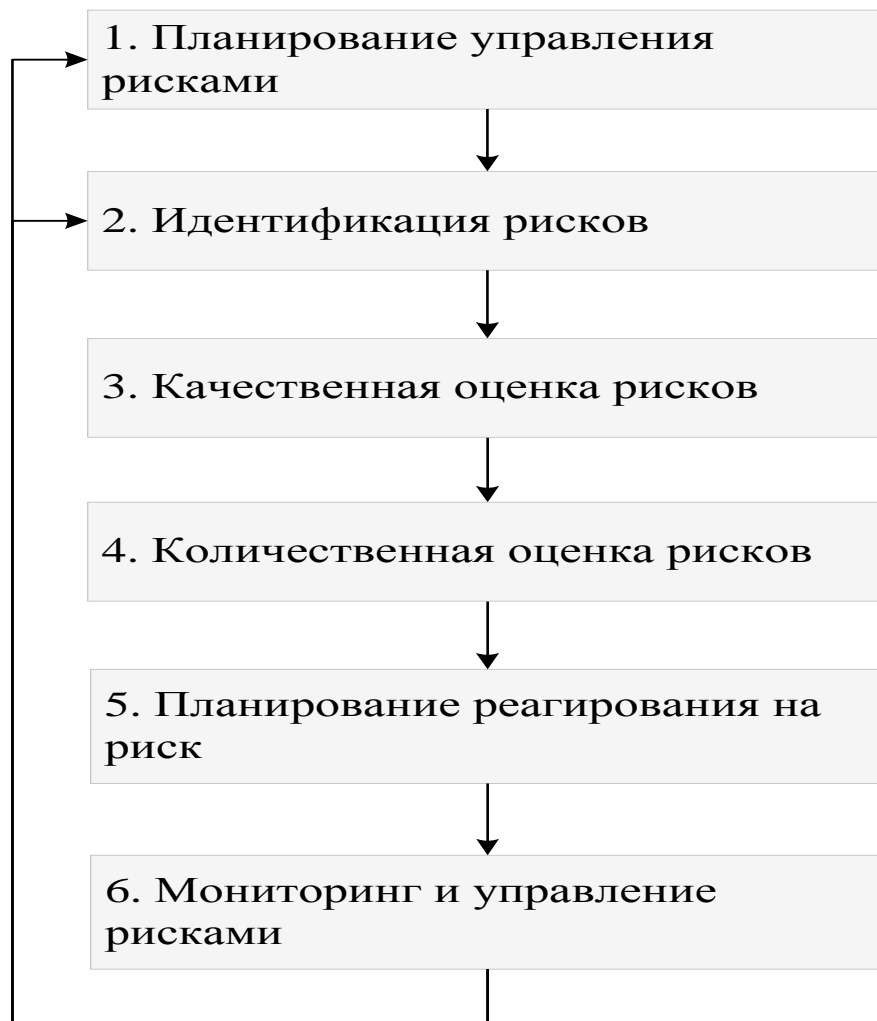 1. Планирование управления
рисками
2. Идентификация рисков
3. Качественная оценка рисков
4. Количественная оценка рисков
5. Планирование реагирования на
риск
6. Мониторинг и управление
рисками